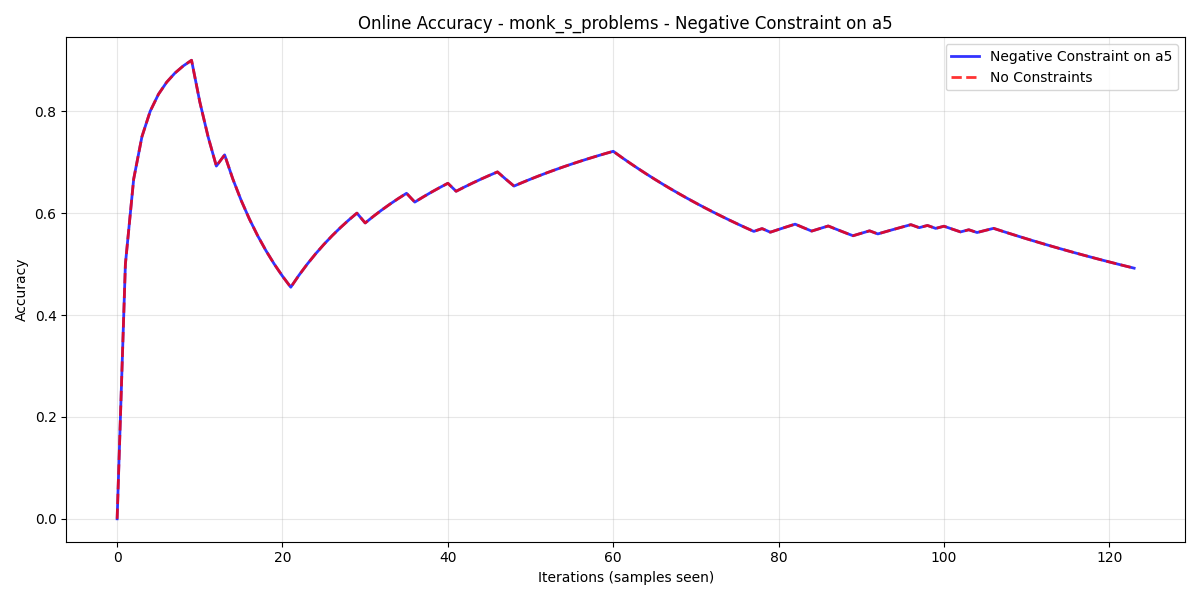 Online Accuracy - monk_s_problems - Negative Constraint on a5
Negative Constraint on a5
No Constraints
Accuracy
0.8
0.6
0.4
0.2
0.0
0 20 40 60 80 100 120
Iterations (samples seen)